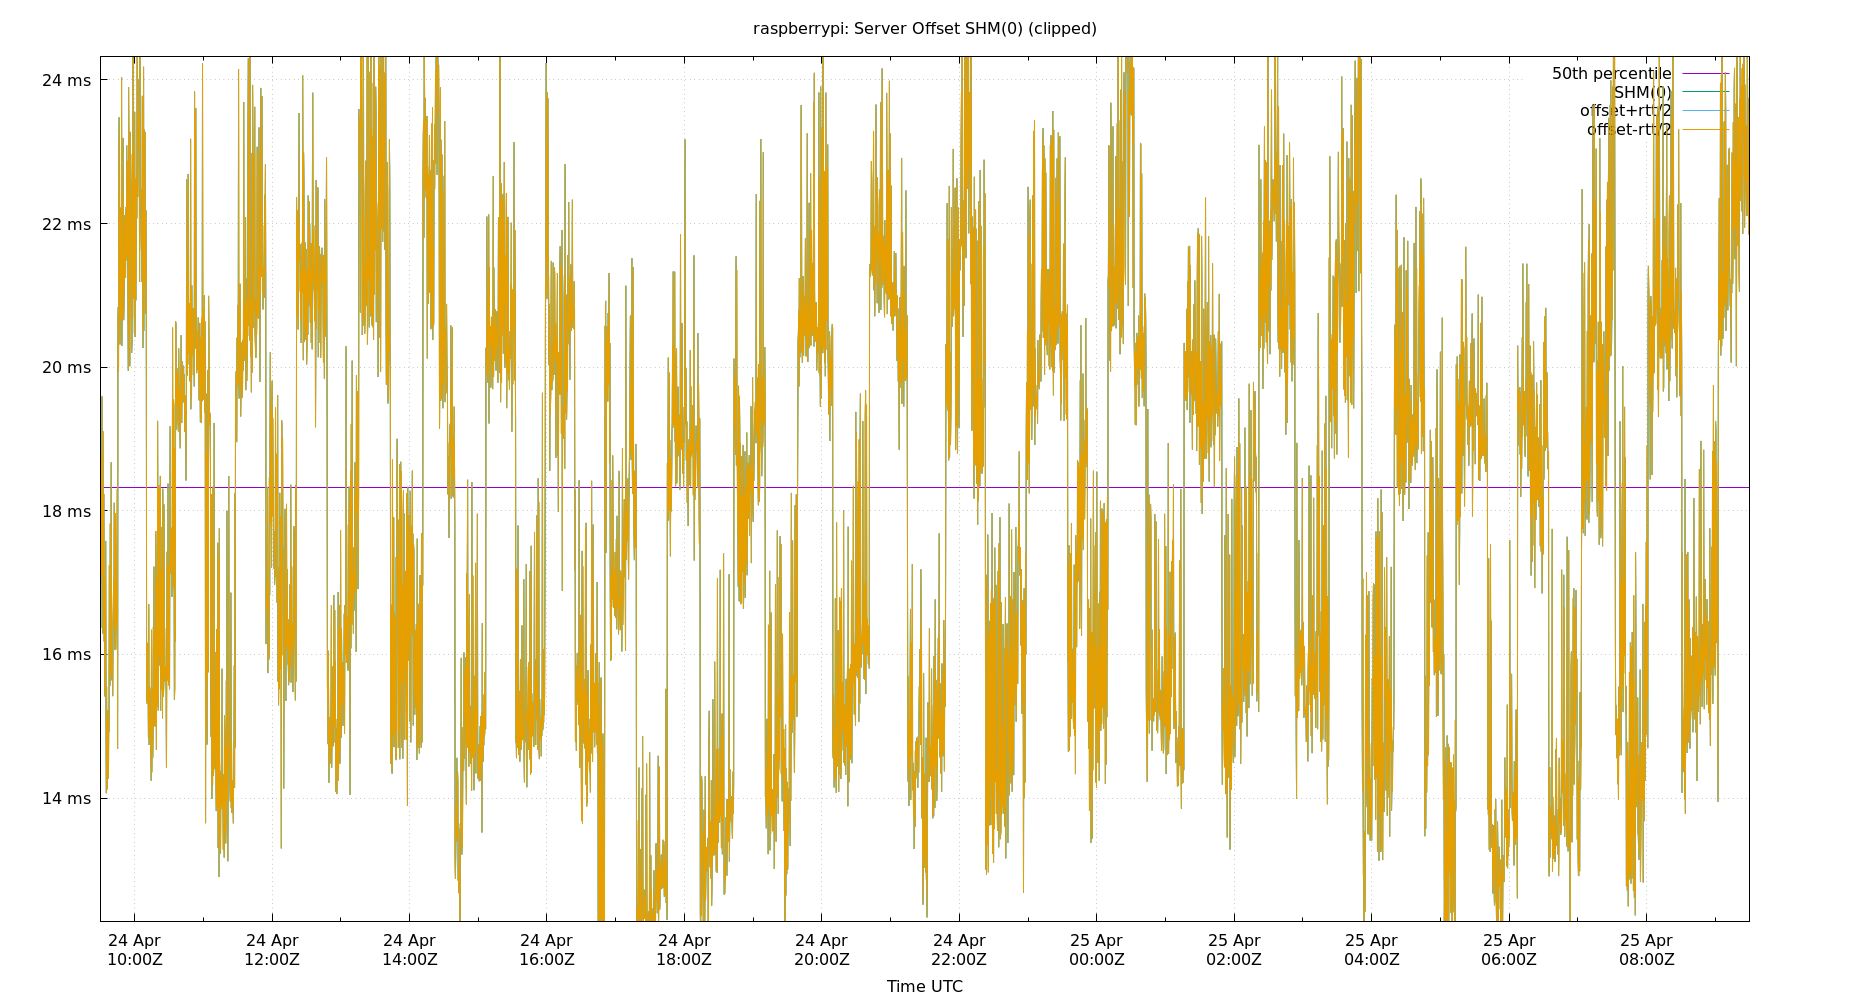 raspberrypi: Server Offset SHM(0) (clipped)
24 ms
22 ms
20 ms
18 ms
16 ms
14 ms
50th percentile
SHM(0)
offset+rtt/2
offset-rtt/2
24 Apr
10:00Z
24 Apr
12:00Z
24 Apr
14:00Z
24 Apr
16:00Z
24 Apr
18:00Z
24 Apr
20:00Z
24 Apr
22:00Z
25 Apr
00:00Z
25 Apr
02:00Z
25 Apr
04:00Z
25 Apr
06:00Z
25 Apr
08:00Z
Time UTC